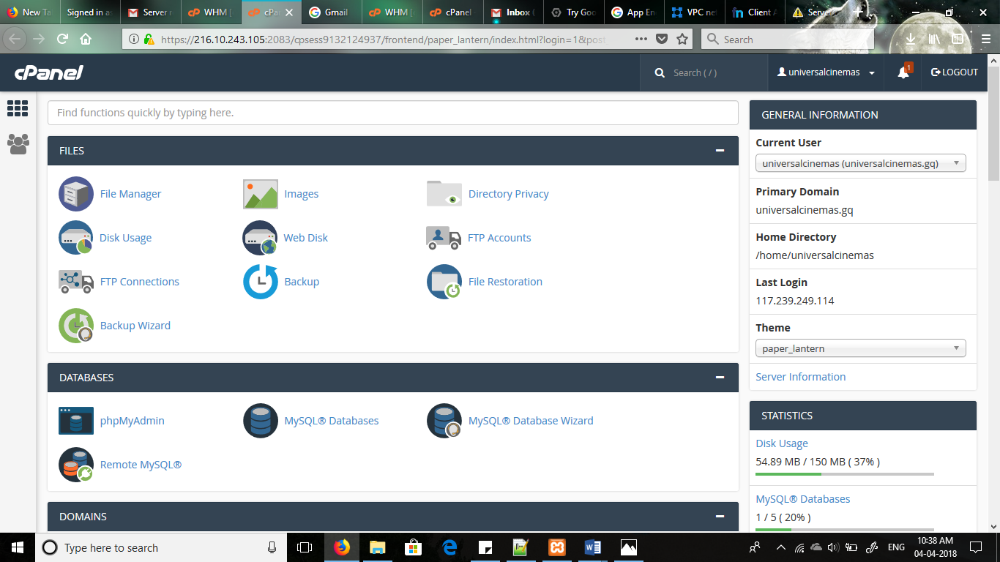 New Ta
Signed in as
Server r
WHM [
cPan
Gmail
WHM [
cPanel
Inbox (
Try Goo
App En
VPC net
Client A
Server
https://216.10.243.105:2083/cpsess9132124937/frontend/paper_lantern/index.html?login=1&post_
Search
cPanel
Search ( / )
universalcinemas
1
LOGOUT
Find functions quickly by typing here.
FILES
File Manager
Images
Directory Privacy
Disk Usage
Web Disk
FTP Accounts
FTP Connections
Backup
File Restoration
Backup Wizard
DATABASES
phpMyAdmin
MySQL® Databases
MySQL® Database Wizard
Remote MySQL®
DOMAINS
GENERAL INFORMATION
Current User
universalcinemas (universalcinemas.gq)
Primary Domain
universalcinemas.gq
Home Directory
/home/universalcinemas
Last Login
117.239.249.114
Theme
paper_lantern
Server Information
STATISTICS
Disk Usage
54.89 MB / 150 MB ( 37% )
MySQL® Databases
1 / 5 ( 20% )
Type here to search
ENG
10:38 AM
04-04-2018